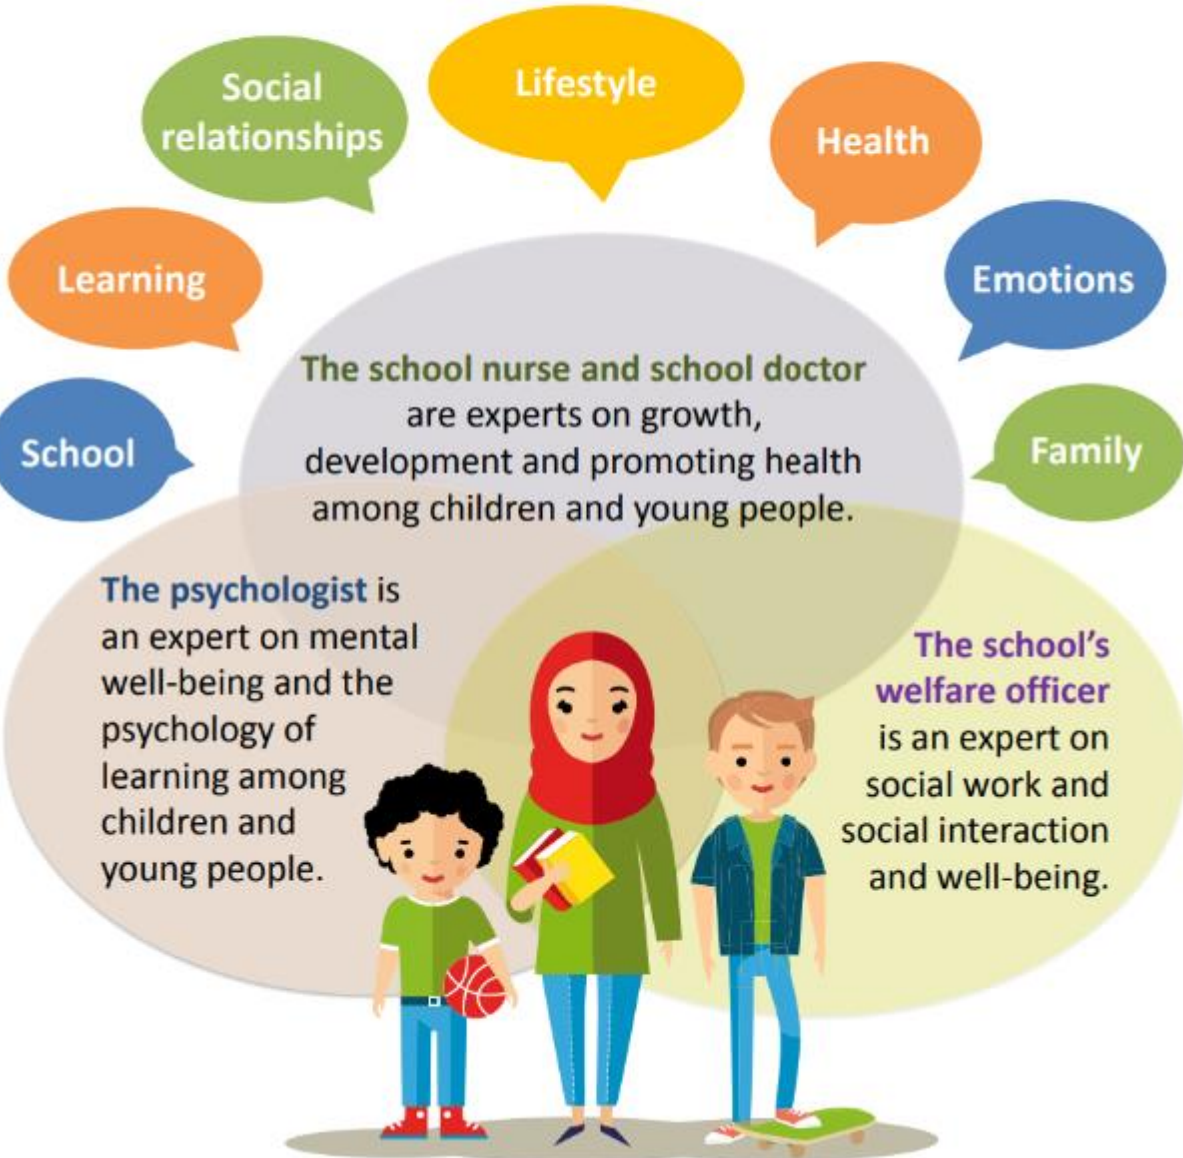 Social
relationships
Lifestyle
Health
Learning
Emotions
School
Family
The school nurse and school doctor
are experts on growth,
development and promoting health
among children and young people.
The psychologist is
an expert on mental
well-being and the
psychology of
learning among
children and
young people.
The school’s
welfare officer
is an expert on
social work and
social interaction
and well-being.